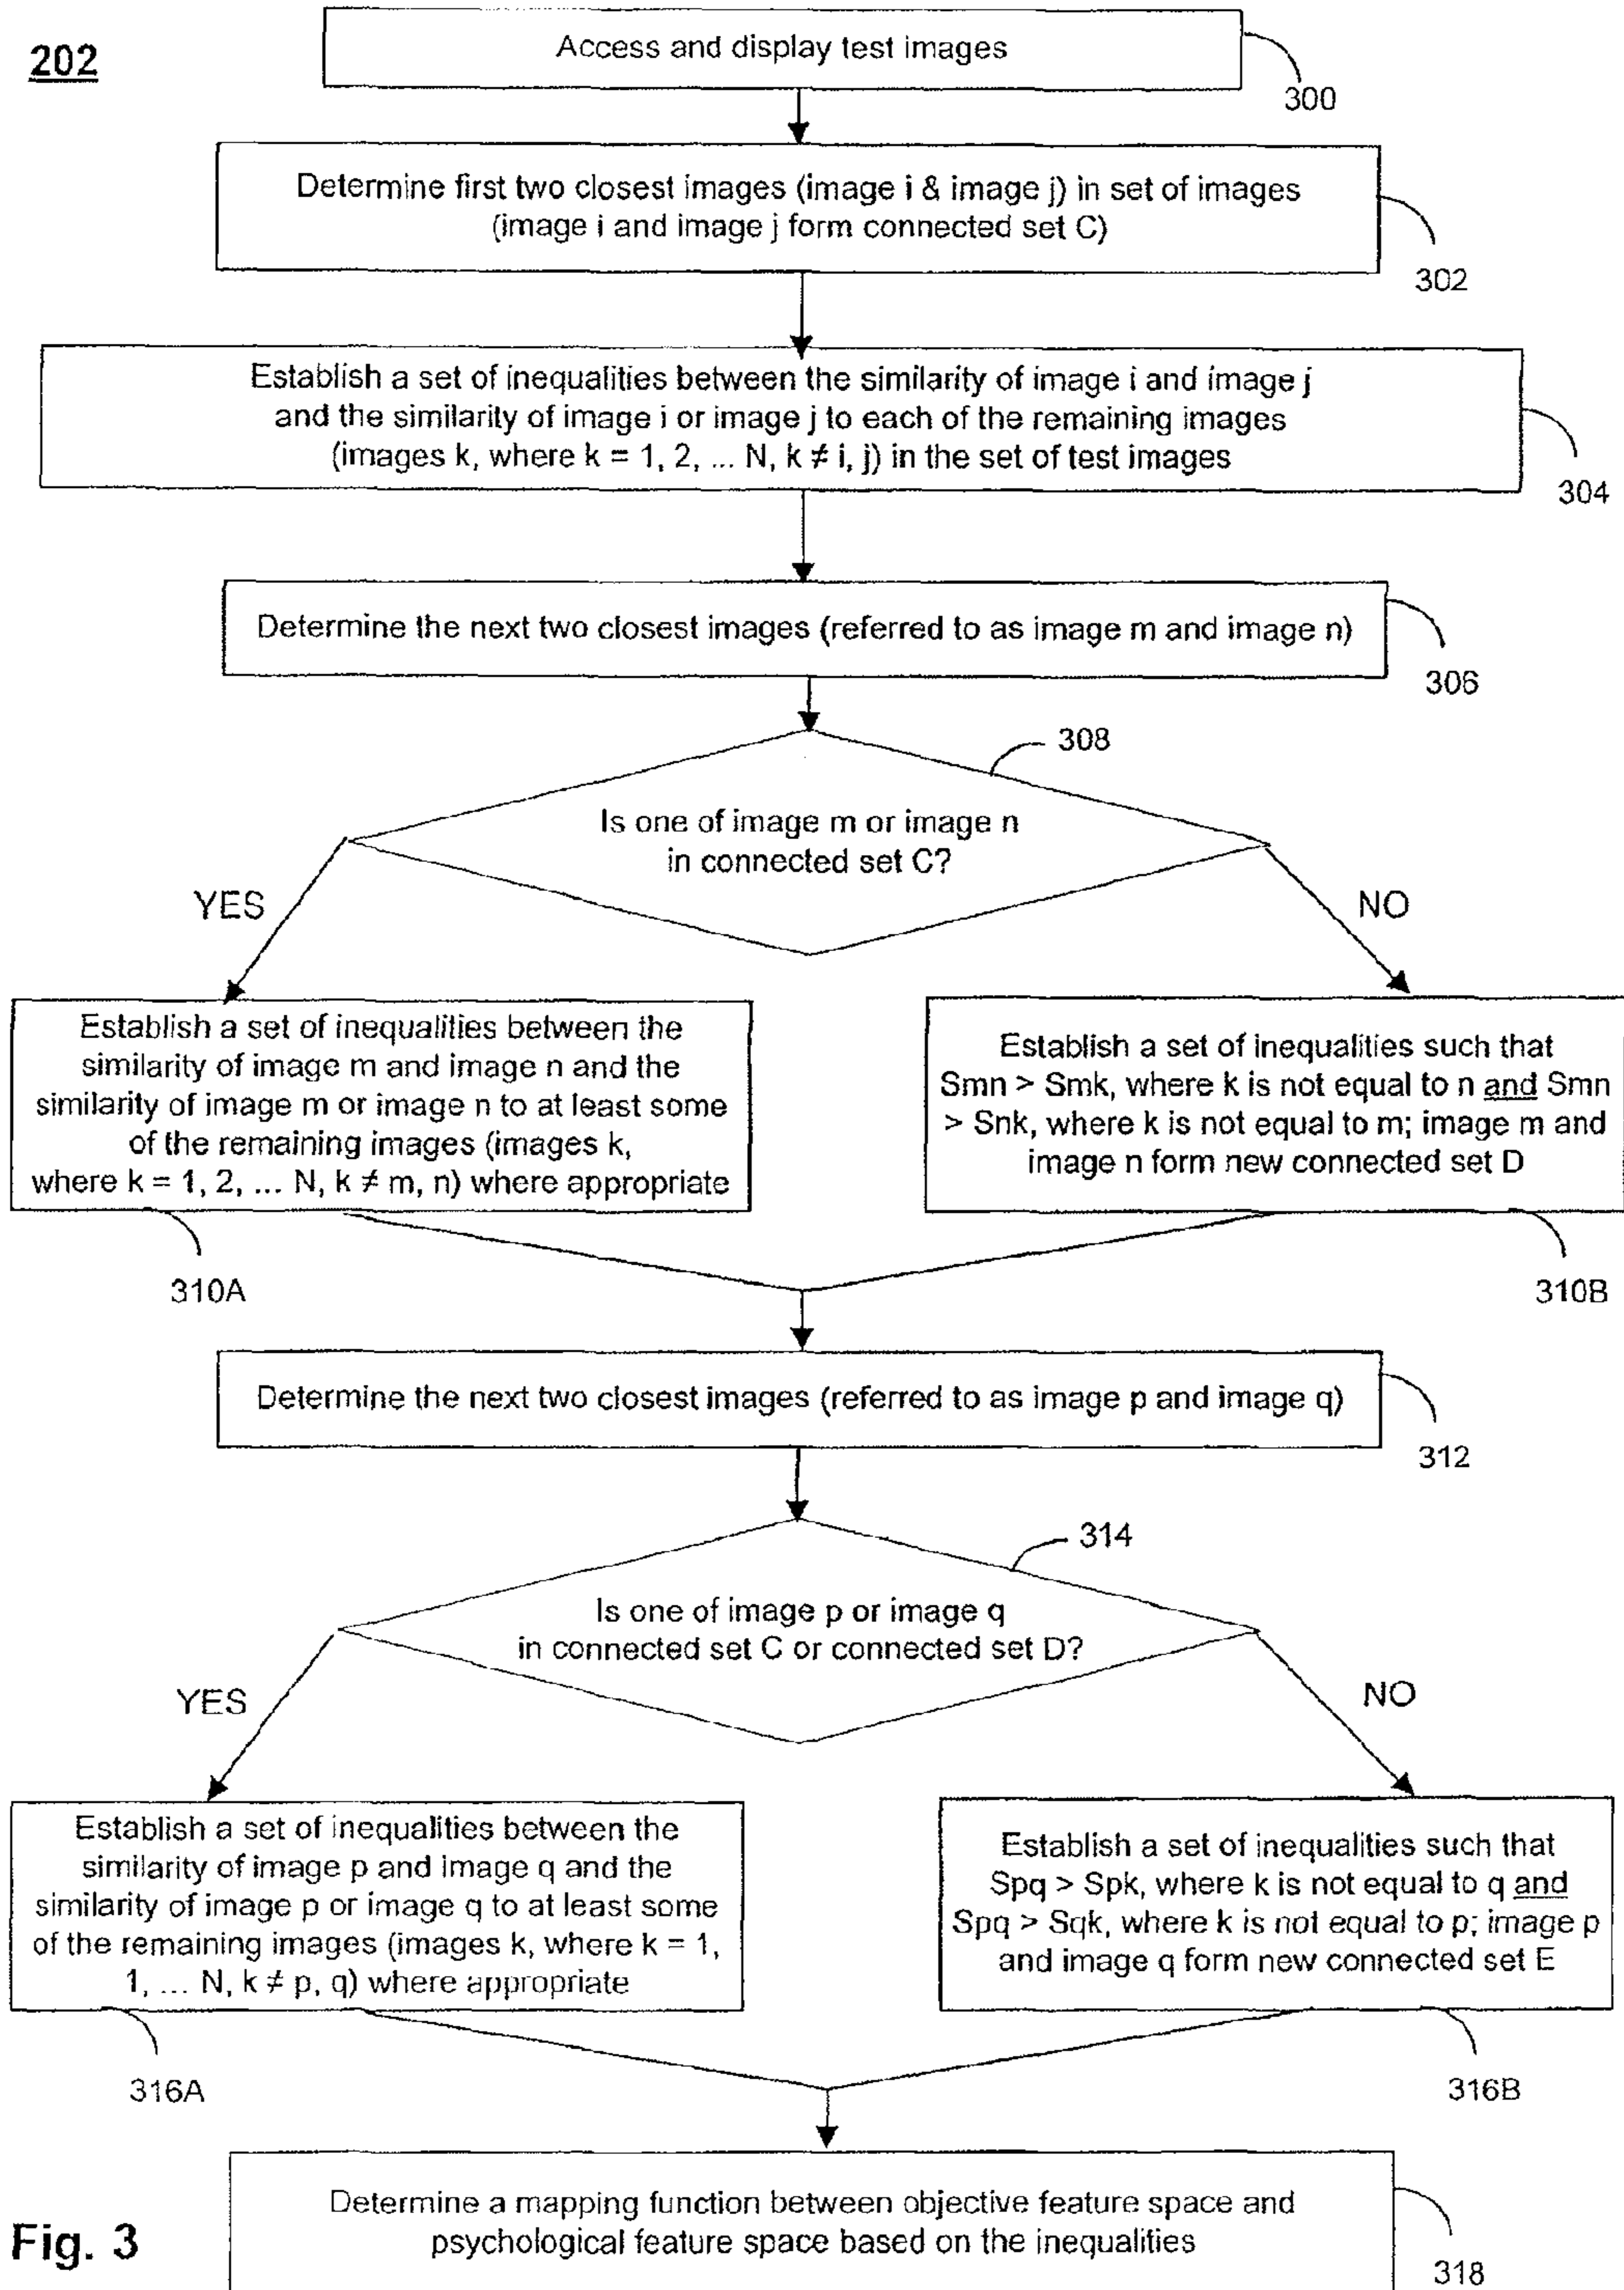 202
Access and display test images
300
Determine first two closest images (image i & image j) in set of images
(image i and image j form connected set C)
302
Establish a set of inequalities between the similarity of image i and image j
and the similarity of image i or image j to each of the remaining images
(images k, where k = 1, 2, ... N, k ≠ i, j) in the set of test images
304
Determine the next two closest images (referred to as image m and image n)
306
308
Is one of image m or image n
in connected set C?
YES
NO
Establish a set of inequalities between the
similarity of image m and image n and the
similarity of image m or image n to at least some
of the remaining images (images k,
where k = 1, 2, ... N, k ≠ m, n) where appropriate
310A
Establish a set of inequalities such that
Smn > Smk, where k is not equal to n and Smn
> Snk, where k is not equal to m; image m and
image n form new connected set D
310B
Determine the next two closest images (referred to as image p and image q)
312
314
Is one of image p or image q
in connected set C or connected set D?
YES
NO
Establish a set of inequalities between the
similarity of image p and image q and the
similarity of image p or image q to at least some
of the remaining images (images k, where k = 1,
1, ... N, k ≠ p, q) where appropriate
316A
Establish a set of inequalities such that
Spq > Spk, where k is not equal to q and
Spq > Sqk, where k is not equal to p; image p
and image q form new connected set E
316B
Determine a mapping function between objective feature space and
psychological feature space based on the inequalities
318
Fig. 3